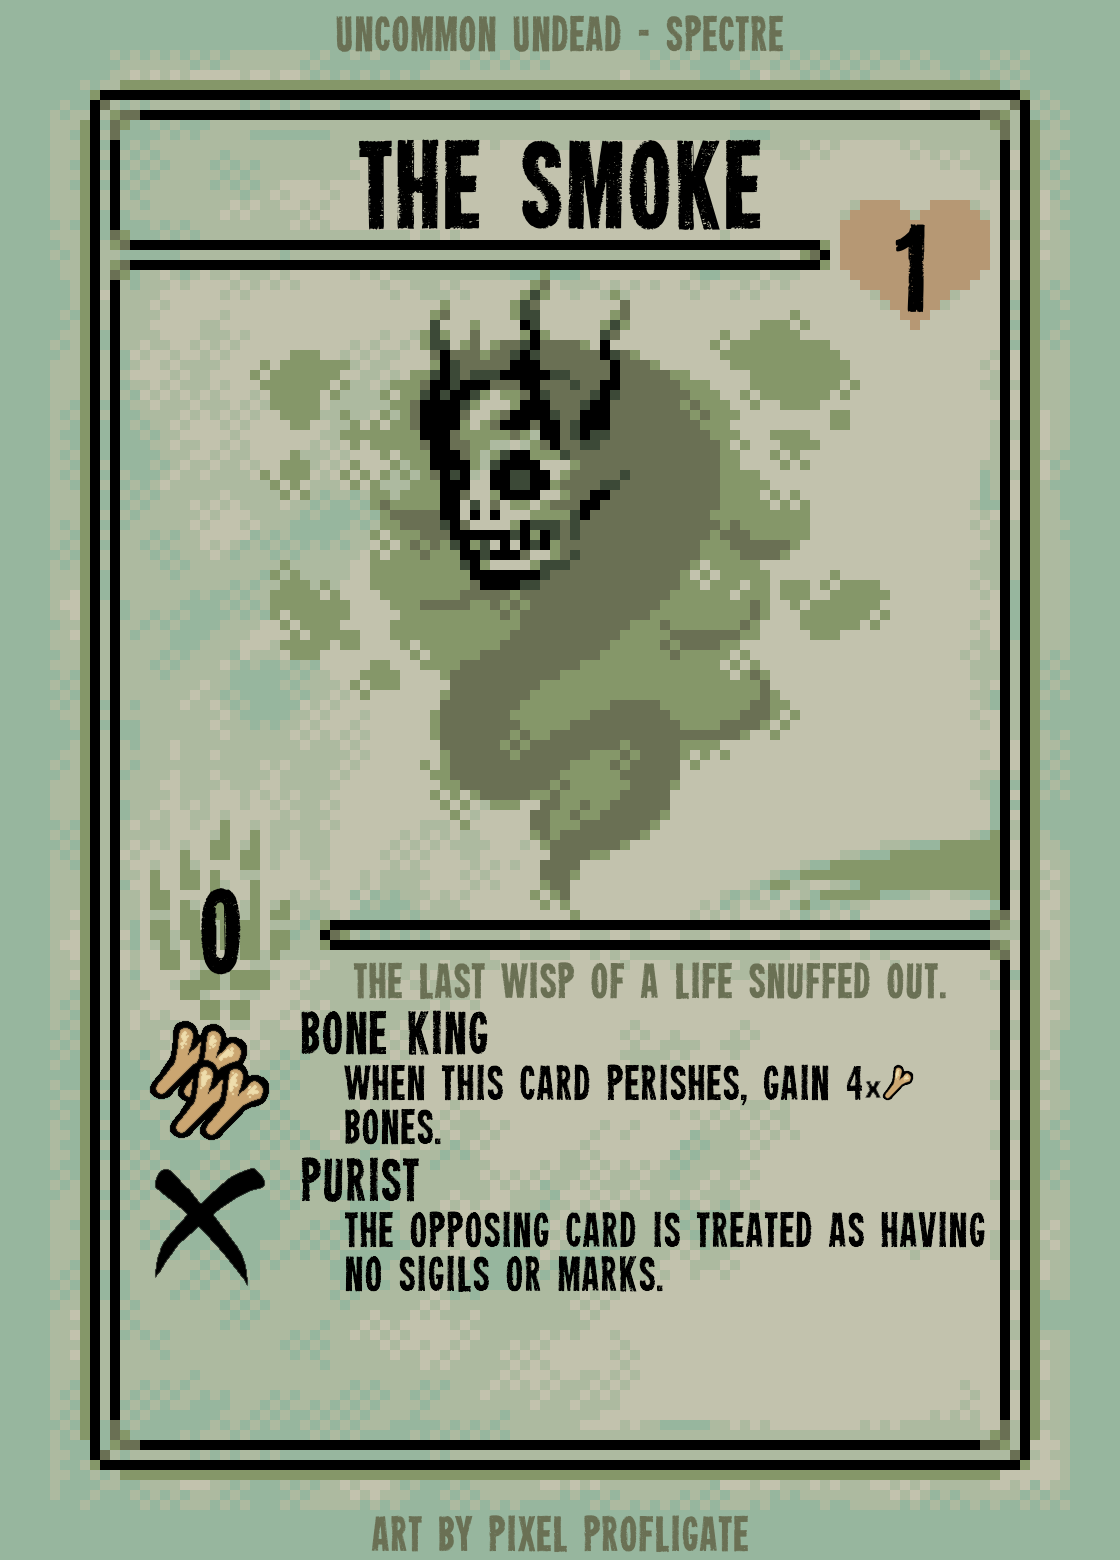 UNCOMMON UNDEAD - SPECTRE
THE SMOKE
1
0
THE LAST WISP OF A LIFE SNUFFED OUT.
BONE KING
WHEN THIS CARD PERISHES, GAIN 4x
BONES.
PURIST
THE OPPOSING CARD IS TREATED AS HAVING
NO SIGILS OR MARKS.
ART BY PIXEL PROFLIGATE